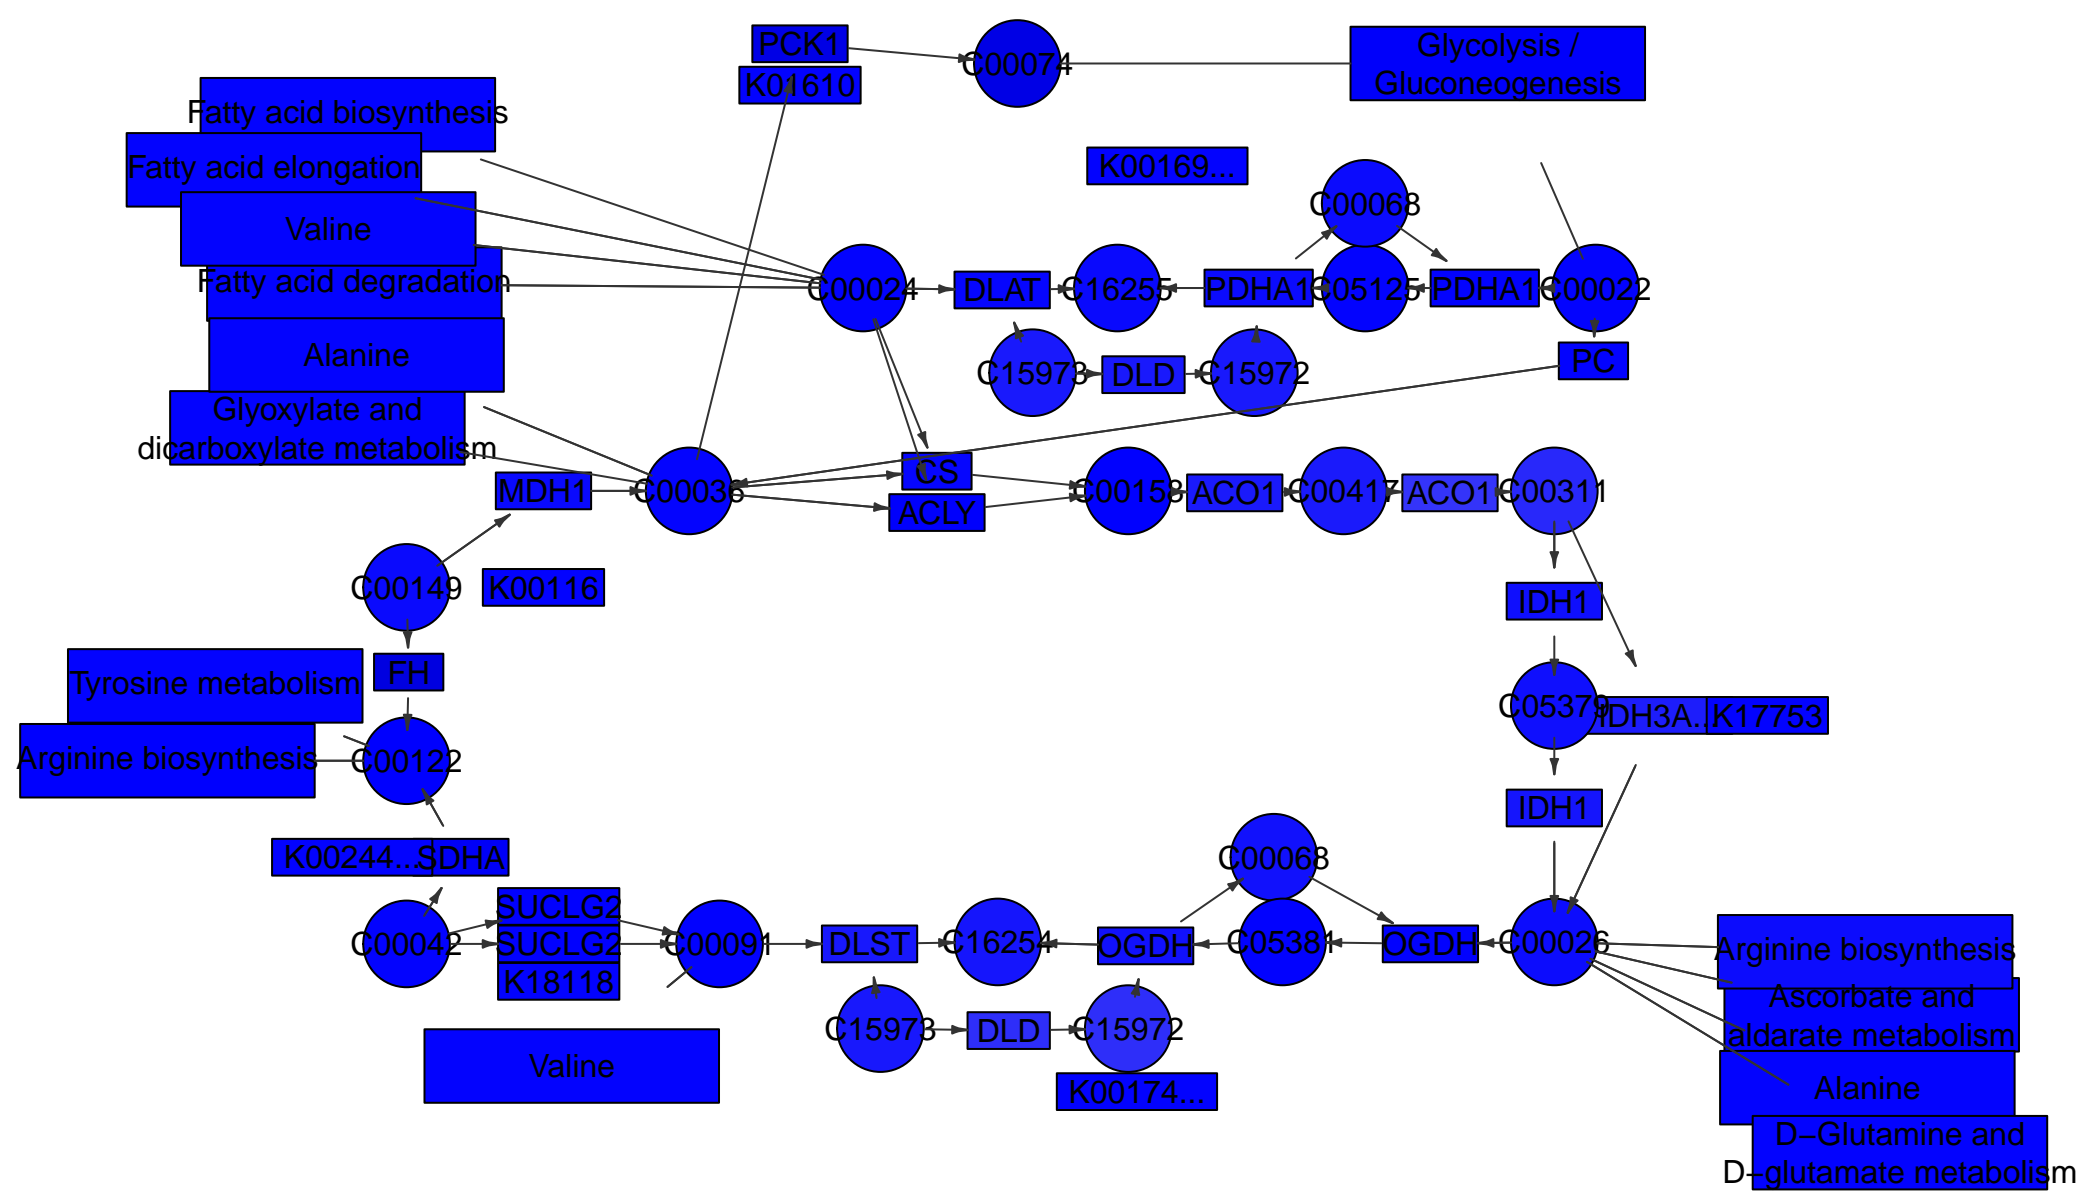 PCK1
C00074
Glycolysis /
Gluconeogenesis
K01610
Fatty acid biosynthesis
Fatty acid elongation
K00169...
C00068
Valine
Fatty acid degradation
C00024
DLAT
C16255
PDHA1
C05125
PDHA1
C00022
Alanine
C15973
DLD
C15972
PC
Glyoxylate and
dicarboxylate metabolism
MDH1
C00036
CS
ACLY
C00158
ACO1
C00417
ACO1
C00311
C00149
K00116
IDH1
FH
Tyrosine metabolism
C05379
IDH3A...
K17753
Arginine biosynthesis
C00122
IDH1
K00244...
SDHA
C00068
SUCLG2
C00042
SUCLG2
C00091
DLST
C16254
OGDH
C05381
OGDH
C00026
Arginine biosynthesis
K18118
Ascorbate and
aldarate metabolism
C15973
DLD
C15972
Valine
K00174...
Alanine
D−Glutamine and
D−glutamate metabolism